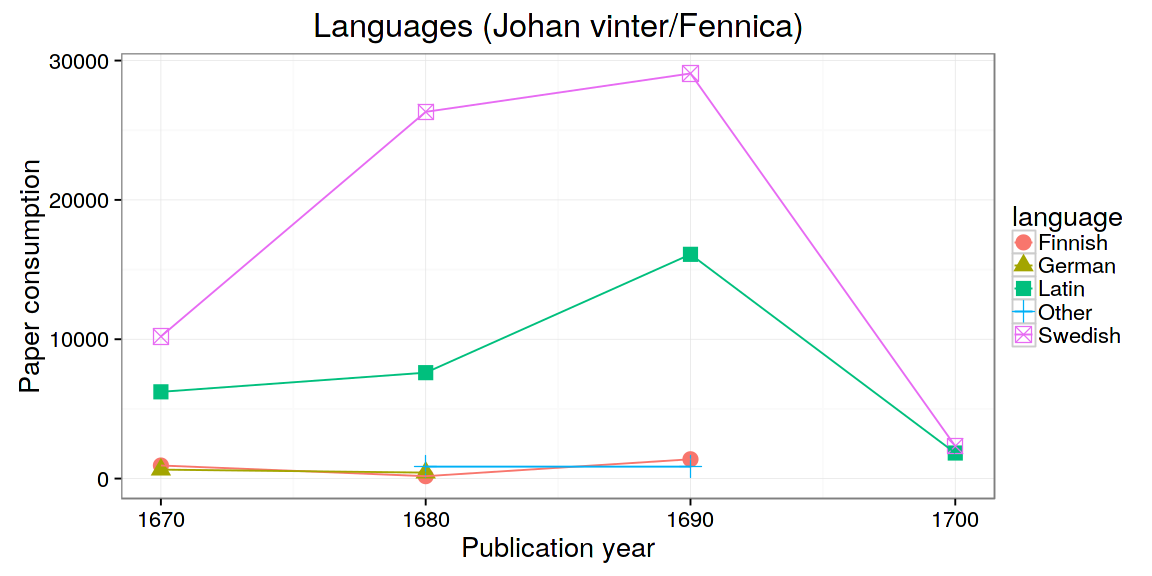 Languages (Johan vinter/Fennica)
Paper consumption
30000
20000
10000
0
1670 1680 1690 1700
Publication year
language
Finnish
German
Latin
Other
Swedish